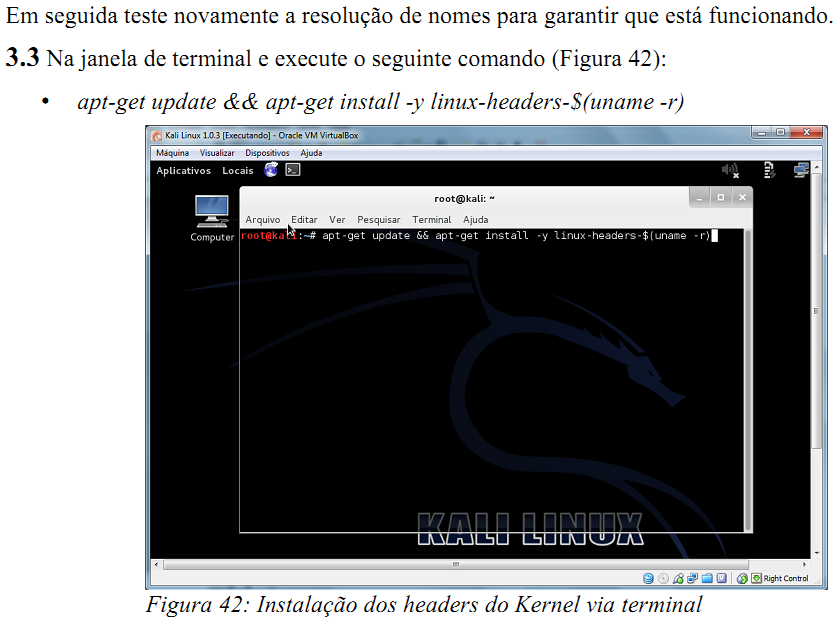 Em seguida teste novamente a resolução de nomes para garantir que está funcionando.
3.3 Na janela de terminal e execute o seguinte comando (Figura 42):
• apt-get update && apt-get install -y linux-headers-$(uname -r)
Kali Linux 1.0.3 [Executando] - Oracle VM VirtualBox
Máquina Visualizar Dispositivos Ajuda
Aplicativos Locais
root@kali: ~
Arquivo Editar Ver Pesquisar Terminal Ajuda
Computer
root@kali:~# apt-get update && apt-get install -y linux-headers-$(uname -r)
KALI LINUX
Right Control
Figura 42: Instalação dos headers do Kernel via terminal